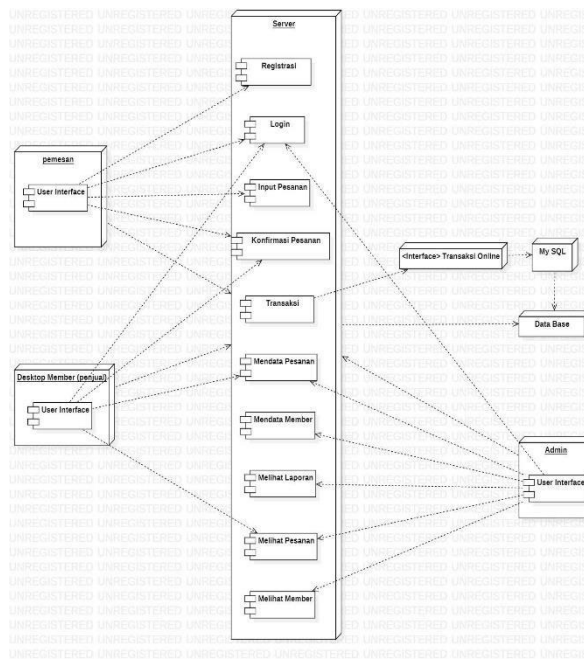 Server
Registrasi
Login
pemesan
User Interface
Input Pesanan
Konfirmasi Pesanan
<Interface> Transaksi Online
My SQL
Transaksi
Data Base
Mendata Pesanan
Desktop Member (penjual)
User Interface
Mendata Member
Admin
Melihat Laporan
User Interface
Melihat Pesanan
Melihat Member
UNREGISTERED